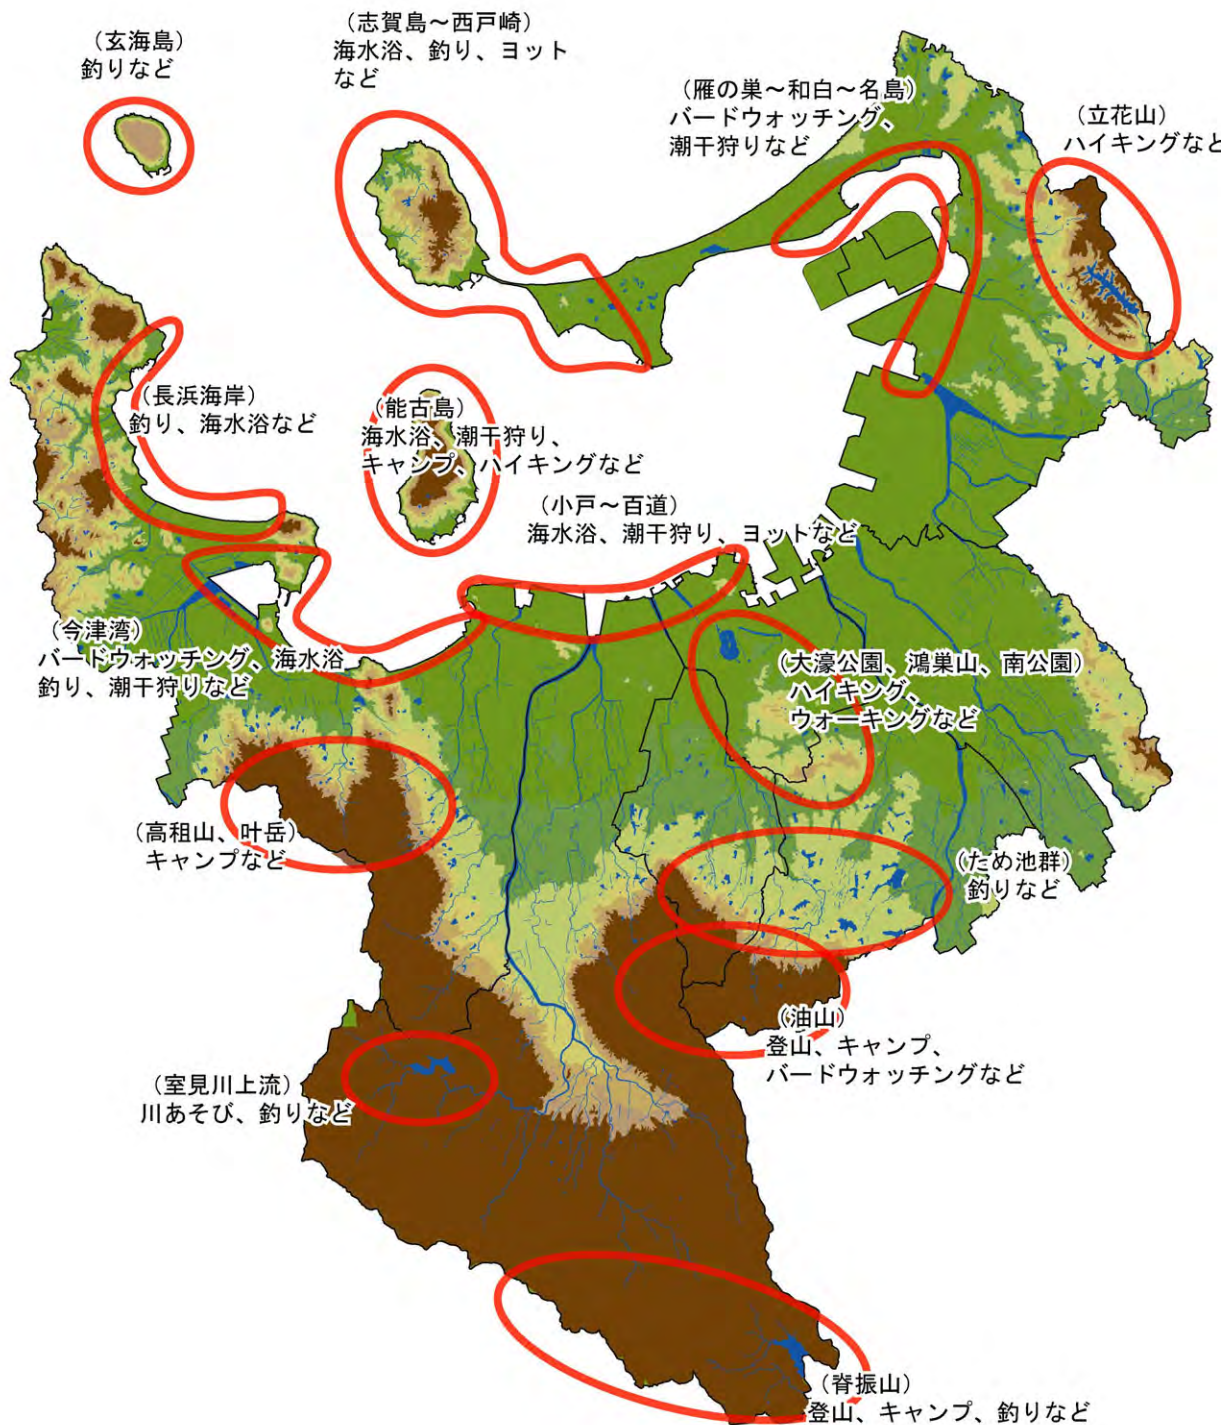 （玄海島）
釣りなど
（志賀島～西戸崎）
海水浴、釣り、ヨット
など
（雁の巣～和白～名島）
バードウォッチング、
潮干狩りなど
（立花山）
ハイキングなど
（長浜海岸）
釣り、海水浴など
（能古島）
海水浴、潮干狩り、
キャンプ、ハイキングなど
（小戸～百道）
海水浴、潮干狩り、ヨットなど
（今津湾）
バードウォッチング、海水浴
釣り、潮干狩りなど
（大濠公園、鴻巣山、南公園）
ハイキング、
ウォーキングなど
（高祖山、叶岳）
キャンプなど
（ため池群）
釣りなど
（油山）
登山、キャンプ、
バードウォッチングなど
（室見川上流）
川あそび、釣りなど
（脊振山）
登山、キャンプ、釣りなど